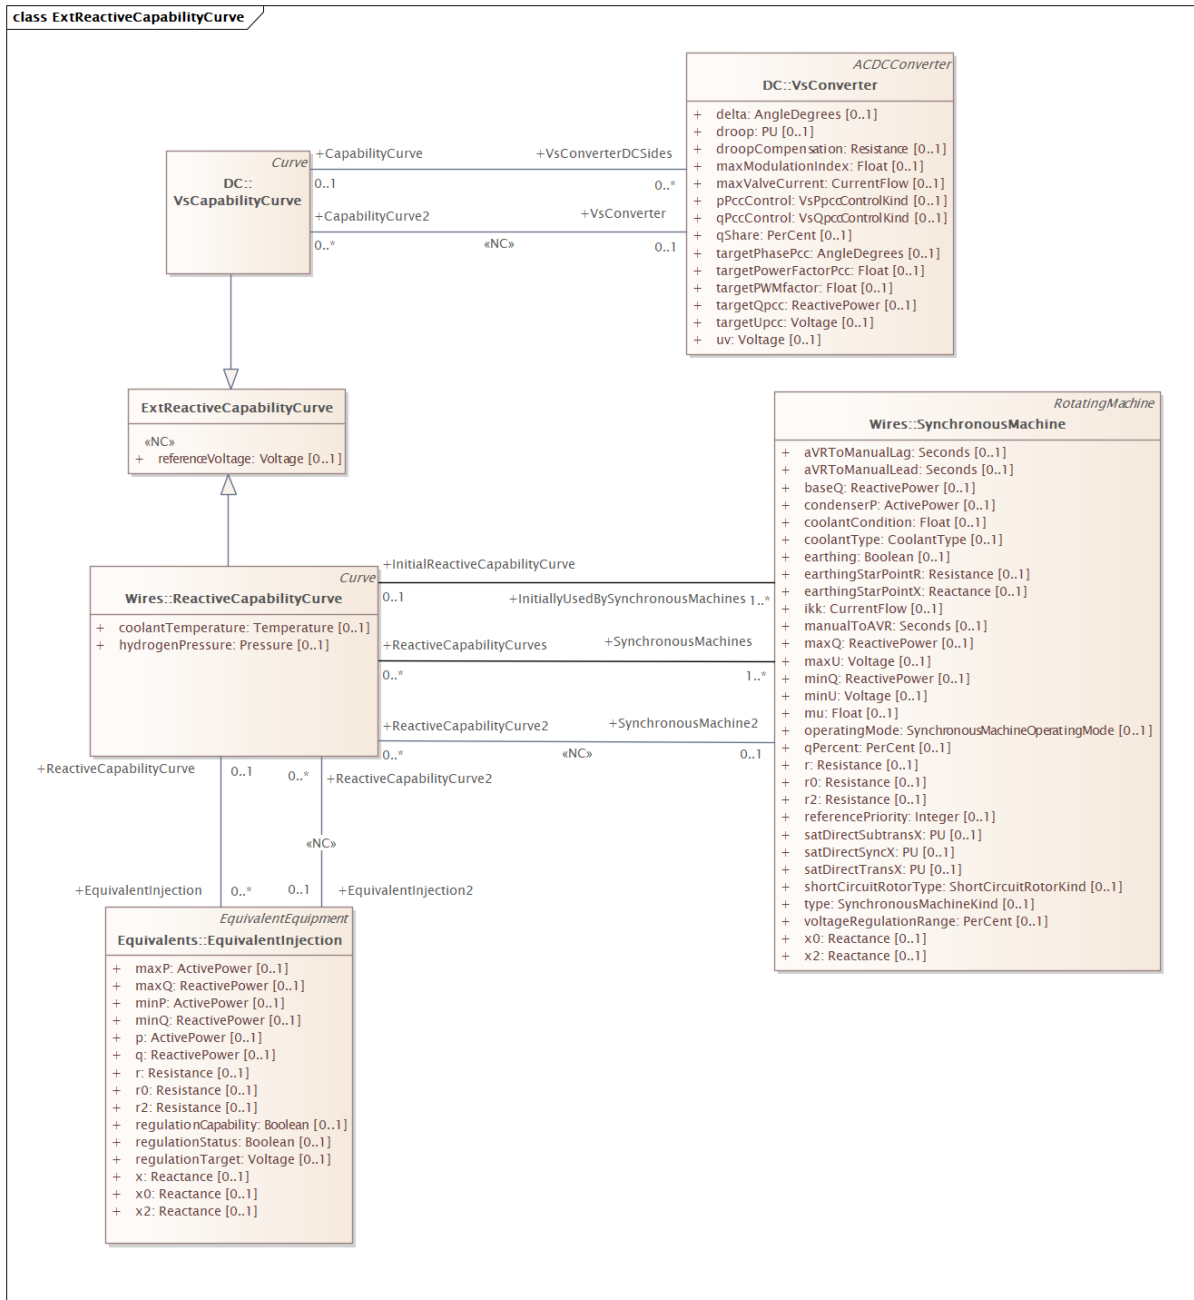 class ExtReactiveCapabilityCurve
ACDCConverter
DC::VsConverter
+ delta: AngleDegrees [0..1]
+ droop: PU [0..1]
+ droopCompensation: Resistance [0..1]
+ maxModulationIndex: Float [0..1]
+ maxValveCurrent: CurrentFlow [0..1]
+ pPccControl: VsPpccControlKind [0..1]
+ qPccControl: VsQpccControlKind [0..1]
+ qShare: PerCent [0..1]
+ targetPhasePcc: AngleDegrees [0..1]
+ targetPowerFactorPcc: Float [0..1]
+ targetPWMfactor: Float [0..1]
+ targetQpcc: ReactivePower [0..1]
+ targetUpcc: Voltage [0..1]
+ uv: Voltage [0..1]
Curve
DC::
VsCapabilityCurve
+CapabilityCurve
+VsConverterDCSides
0..1
0..*
+CapabilityCurve2
+VsConverter
0..*
«NC»
0..1
ExtReactiveCapabilityCurve
«NC»
+ referenceVoltage: Voltage [0..1]
RotatingMachine
Wires::SynchronousMachine
+ aVRToManualLag: Seconds [0..1]
+ aVRToManualLead: Seconds [0..1]
+ baseQ: ReactivePower [0..1]
+ condenserP: ActivePower [0..1]
+ coolantCondition: Float [0..1]
+ coolantType: CoolantType [0..1]
+ earthing: Boolean [0..1]
+ earthingStarPointR: Resistance [0..1]
+ earthingStarPointX: Reactance [0..1]
+ ikk: CurrentFlow [0..1]
+ manualToAVR: Seconds [0..1]
+ maxQ: ReactivePower [0..1]
+ maxU: Voltage [0..1]
+ minQ: ReactivePower [0..1]
+ minU: Voltage [0..1]
+ mu: Float [0..1]
+ operatingMode: SynchronousMachineOperatingMode [0..1]
+ qPercent: PerCent [0..1]
+ r: Resistance [0..1]
+ r0: Resistance [0..1]
+ r2: Resistance [0..1]
+ referencePriority: Integer [0..1]
+ satDirectSubtransX: PU [0..1]
+ satDirectSyncX: PU [0..1]
+ satDirectTransX: PU [0..1]
+ shortCircuitRotorType: ShortCircuitRotorKind [0..1]
+ type: SynchronousMachineKind [0..1]
+ voltageRegulationRange: PerCent [0..1]
+ x0: Reactance [0..1]
+ x2: Reactance [0..1]
Curve
Wires::ReactiveCapabilityCurve
+ coolantTemperature: Temperature [0..1]
+ hydrogenPressure: Pressure [0..1]
+InitialReactiveCapabilityCurve
0..1
+InitiallyUsedBySynchronousMachines 1..*
+ReactiveCapabilityCurves
+SynchronousMachines
0..*
1..*
+ReactiveCapabilityCurve2
+SynchronousMachine2
0..*
«NC»
0..1
+ReactiveCapabilityCurve
0..1
0..*
+ReactiveCapabilityCurve2
«NC»
+EquivalentInjection
0..*
0..1
+EquivalentInjection2
EquivalentEquipment
Equivalents::EquivalentInjection
+ maxP: ActivePower [0..1]
+ maxQ: ReactivePower [0..1]
+ minP: ActivePower [0..1]
+ minQ: ReactivePower [0..1]
+ p: ActivePower [0..1]
+ q: ReactivePower [0..1]
+ r: Resistance [0..1]
+ r0: Resistance [0..1]
+ r2: Resistance [0..1]
+ regulationCapability: Boolean [0..1]
+ regulationStatus: Boolean [0..1]
+ regulationTarget: Voltage [0..1]
+ x: Reactance [0..1]
+ x0: Reactance [0..1]
+ x2: Reactance [0..1]